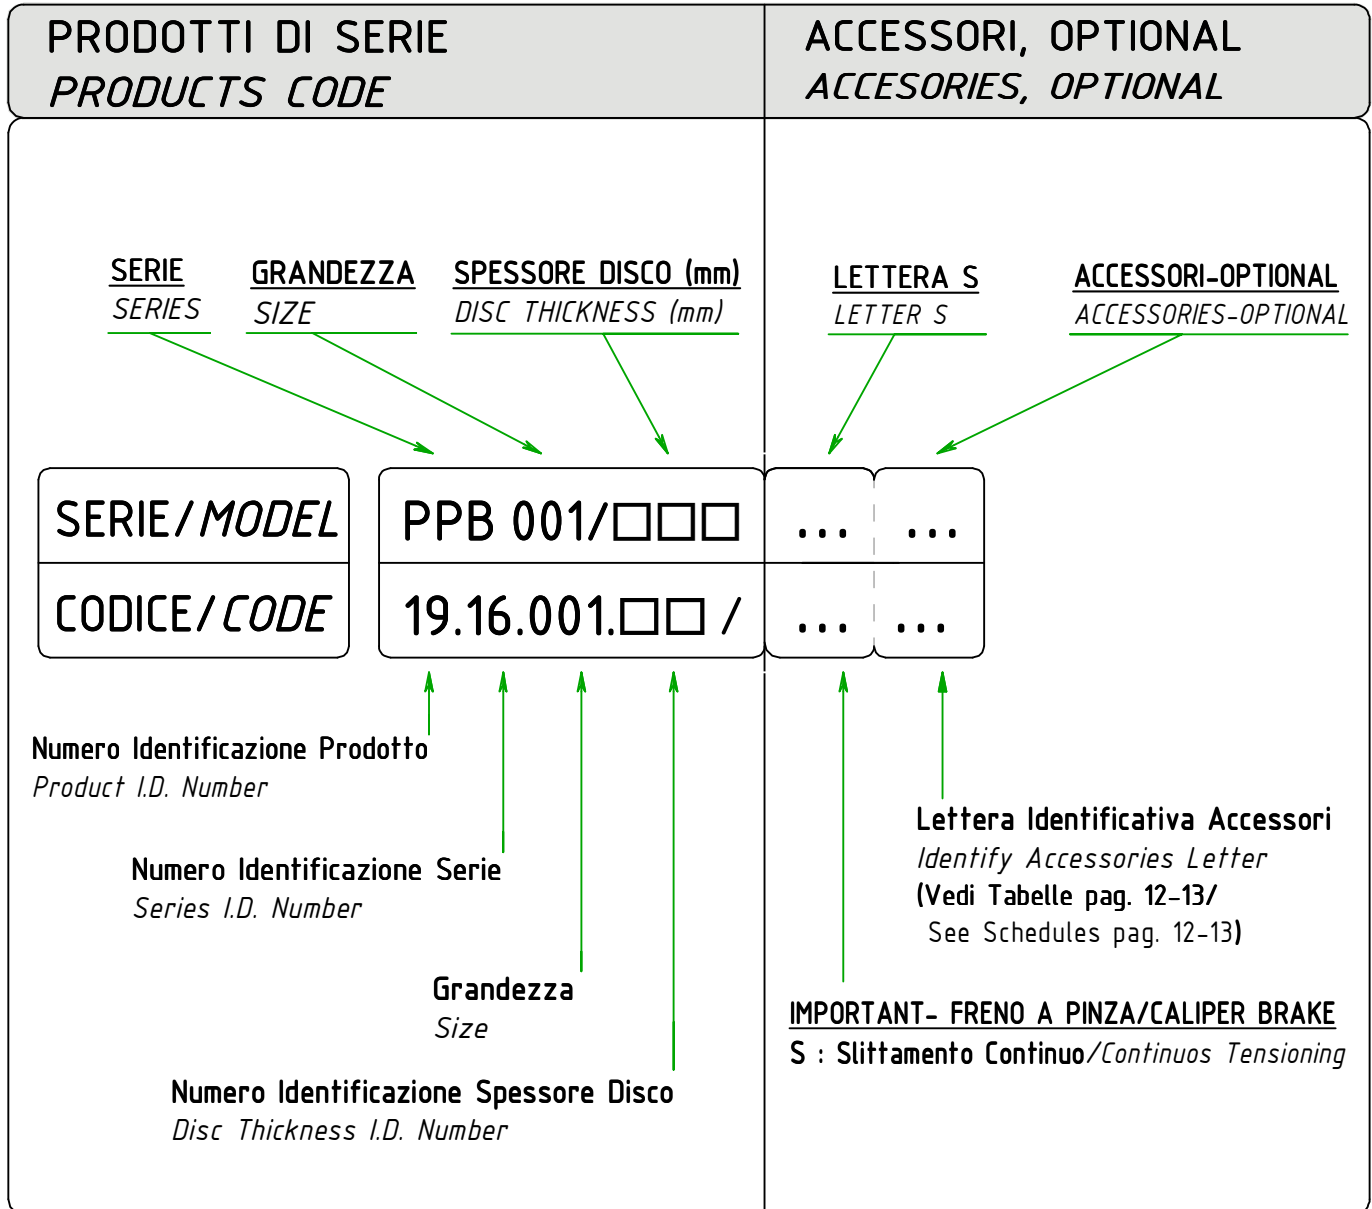 PRODOTTI DI SERIE
PRODUCTS CODE
ACCESSORI, OPTIONAL
ACCESORIES, OPTIONAL
SERIE
SERIES
GRANDEZZA
SIZE
SPESSORE DISCO (mm)
DISC THICKNESS (mm)
LETTERA S
LETTER S
ACCESSORI-OPTIONAL
ACCESSORIES-OPTIONAL
SERIE/MODEL PPB 001/□□□ ... ...
CODICE/CODE 19.16.001.□□ / ... ...
Numero Identificazione Prodotto
Product I.D. Number
Numero Identificazione Serie
Series I.D. Number
Grandezza
Size
Numero Identificazione Spessore Disco
Disc Thickness I.D. Number
Lettera Identificativa Accessori
Identify Accessories Letter
(Vedi Tabelle pag. 12-13/
See Schedules pag. 12-13)
IMPORTANT- FRENO A PINZA/CALIPER BRAKE
S : Slittamento Continuo/Continuos Tensioning